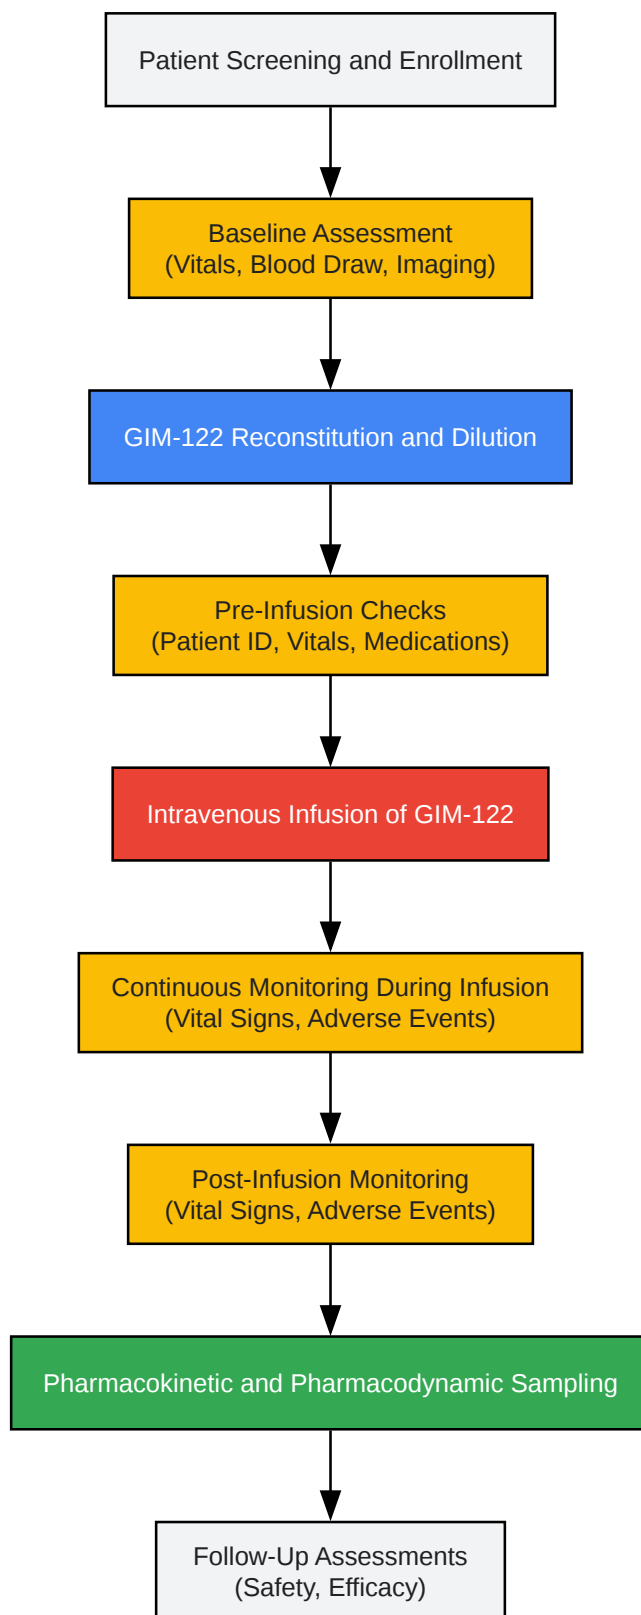 Patient Screening and Enrollment
Baseline Assessment
(Vitals, Blood Draw, Imaging)
GIM-122 Reconstitution and Dilution
Pre-Infusion Checks
(Patient ID, Vitals, Medications)
Intravenous Infusion of GIM-122
Continuous Monitoring During Infusion
(Vital Signs, Adverse Events)
Post-Infusion Monitoring
(Vital Signs, Adverse Events)
Pharmacokinetic and Pharmacodynamic Sampling
Follow-Up Assessments
(Safety, Efficacy)